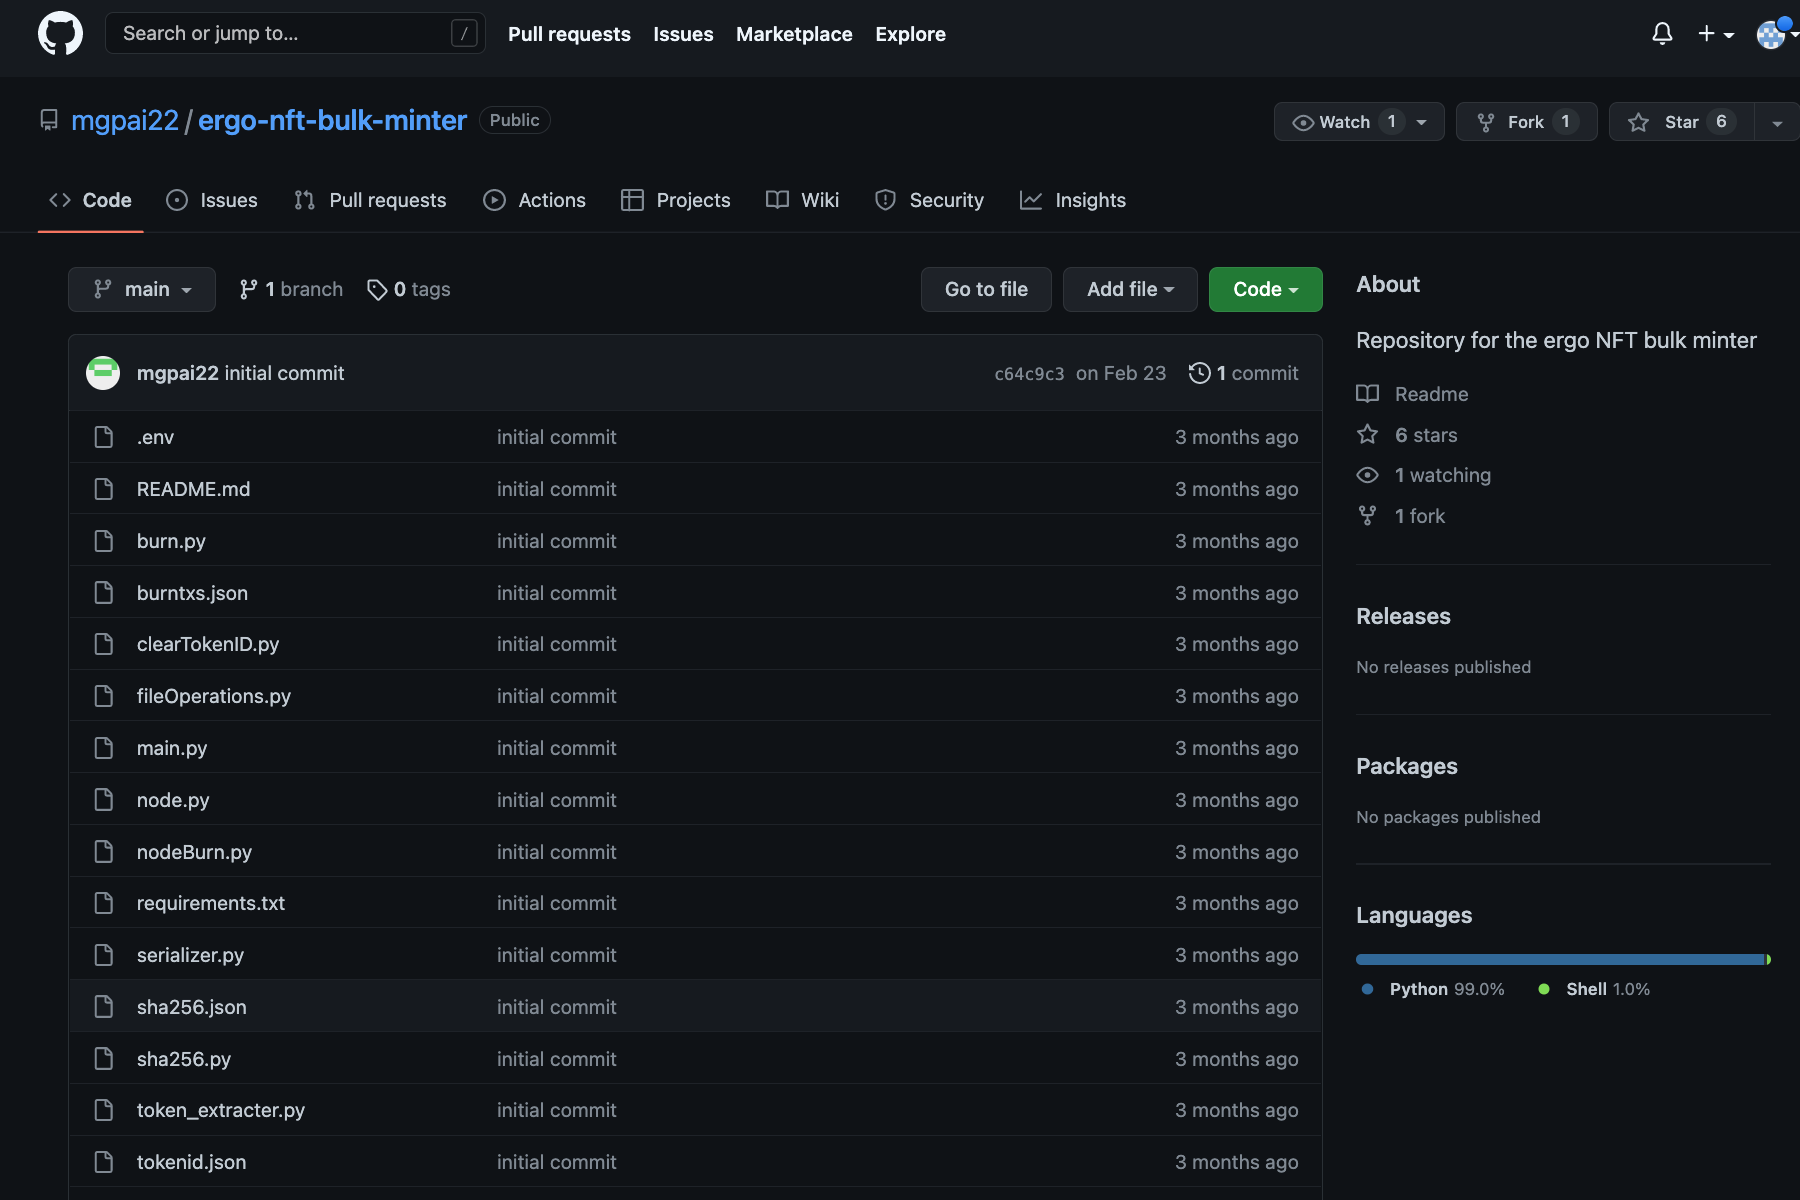 Search or jump to... /
Pull requests Issues Marketplace Explore
mgpai22 / ergo-nft-bulk-minter Public
Watch 1 Fork 1 Star 6
Code Issues Pull requests Actions Projects Wiki Security Insights
main 1 branch 0 tags Go to file Add file Code
mgpai22 initial commit c64c9c3 on Feb 23 1 commit
.env initial commit 3 months ago
README.md initial commit 3 months ago
burn.py initial commit 3 months ago
burntxs.json initial commit 3 months ago
clearTokenID.py initial commit 3 months ago
fileOperations.py initial commit 3 months ago
main.py initial commit 3 months ago
node.py initial commit 3 months ago
nodeBurn.py initial commit 3 months ago
requirements.txt initial commit 3 months ago
serializer.py initial commit 3 months ago
sha256.json initial commit 3 months ago
sha256.py initial commit 3 months ago
token_extracter.py initial commit 3 months ago
tokenid.json initial commit 3 months ago
About
Repository for the ergo NFT bulk minter
Readme
6 stars
1 watching
1 fork
Releases
No releases published
Packages
No packages published
Languages
Python 99.0% Shell 1.0%